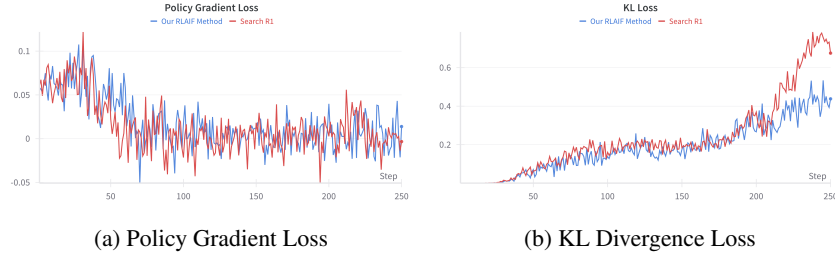 Policy Gradient Loss
Our RLAIF Method Search R1
0.1
0.05
0
-0.05
Step
50 100 150 200 250
(a) Policy Gradient Loss
KL Loss
Our RLAIF Method Search R1
0.6
0.4
0.2
Step
50 100 150 200 250
(b) KL Divergence Loss